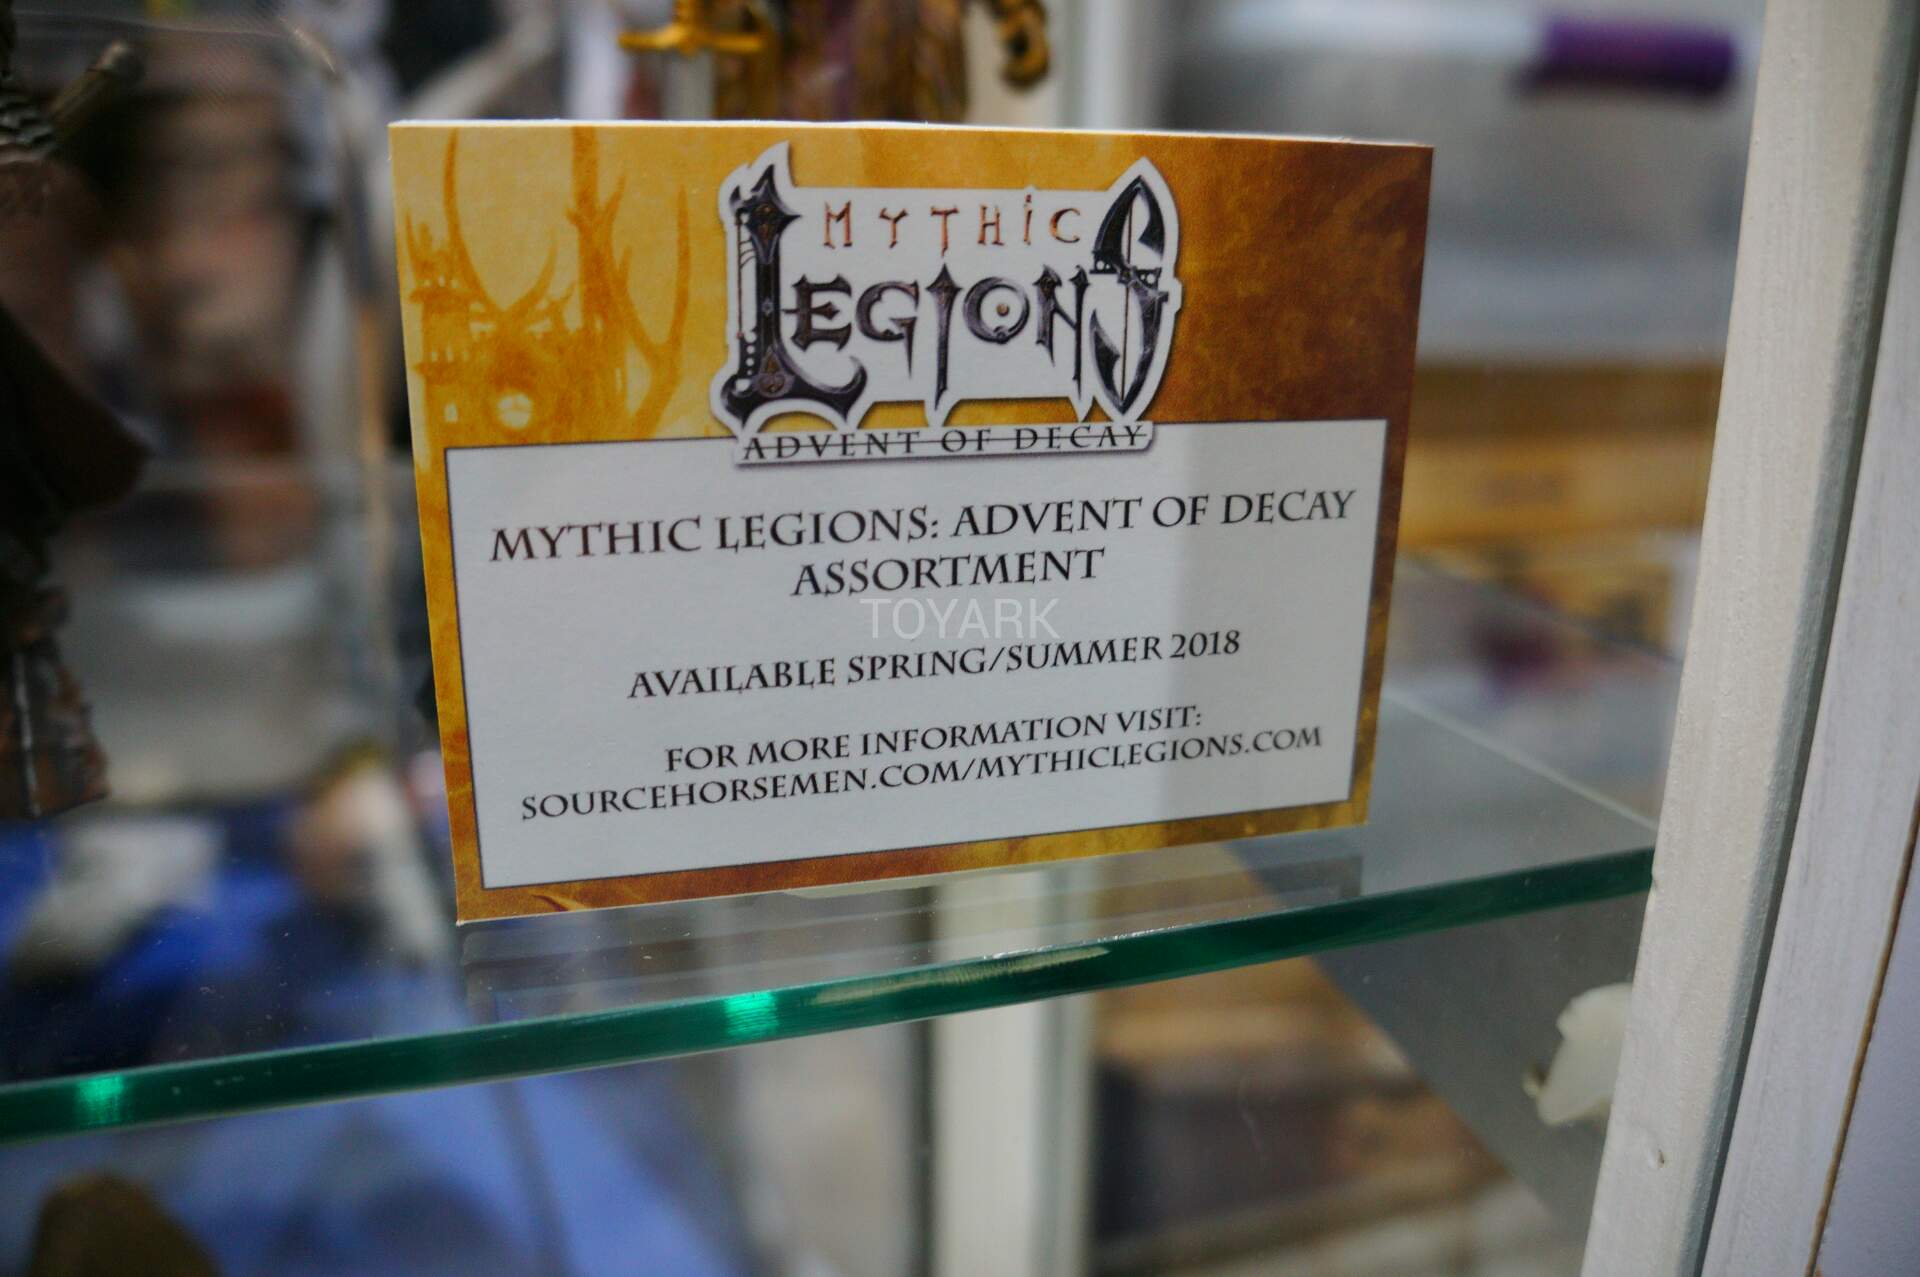 MYTHIC
LEGIONS
ADVENT OF DECAY
MYTHIC LEGIONS: ADVENT OF DECAY
ASSORTMENT
TOYARK
AVAILABLE SPRING/SUMMER 2018
FOR MORE INFORMATION VISIT:
SOURCEHORSEMEN.COM/MYTHICLEGIONS.COM